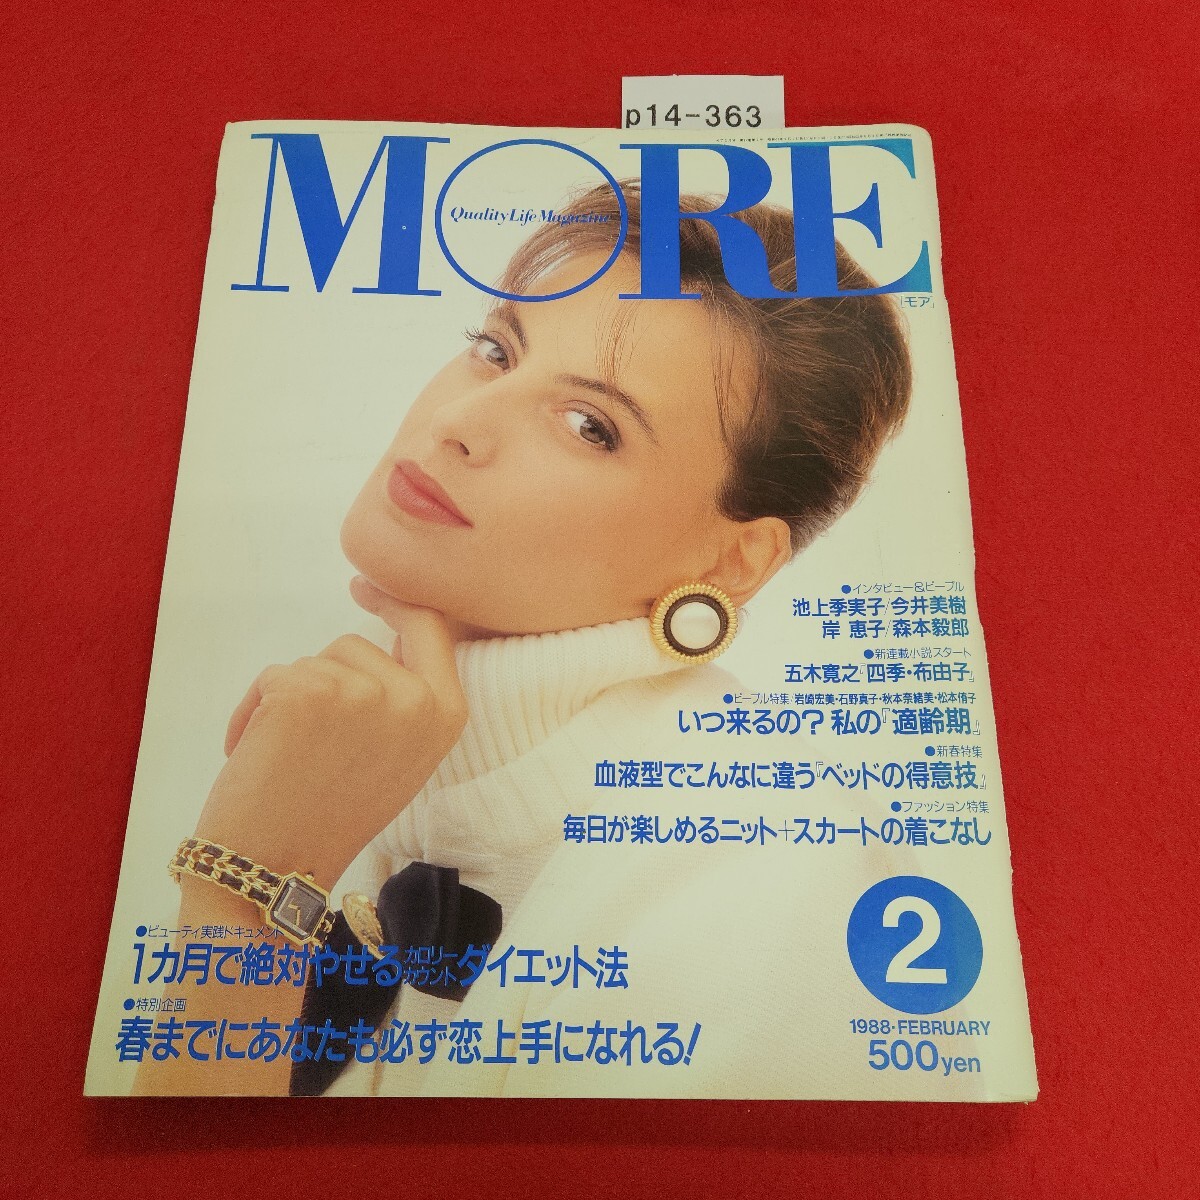 p14-363
MORE
Quality Life Magazine
「モア」
●インタビュー&ピープル
池上季実子/今井美樹
岸 恵子/森本毅郎
●新連載小説スタート
五木寛之『四季・布由子』
●ピープル特集/岩崎宏美・石野真子・秋本奈緒美・松本侑子
いつ来るの?私の『適齢期』
●新春特集
血液型でこんなに違う『ベッドの得意技』
●ファッション特集
毎日が楽しめるニット+スカートの着こなし
●ビューティ実践ドキュメント
1カ月で絶対やせるカロリーカウントダイエット法
●特別企画
春までにあなたも必ず恋上手になれる!
2
1988・FEBRUARY
500yen